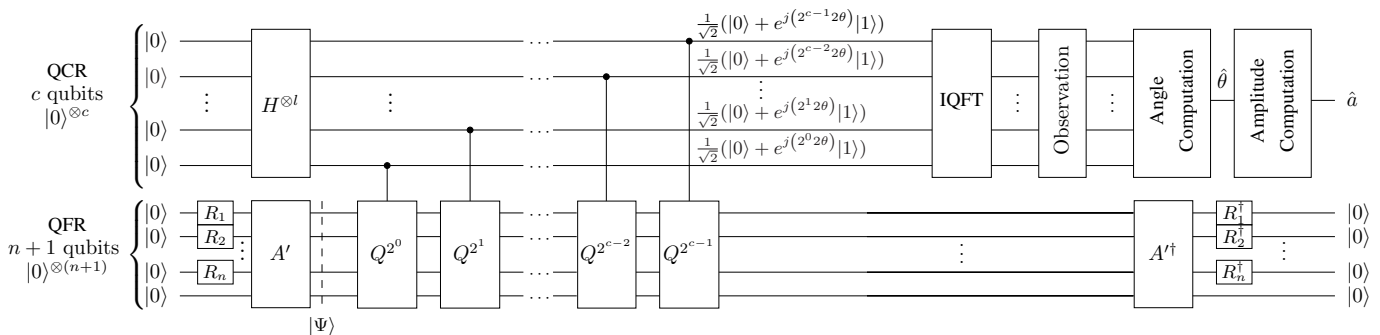 QCR
c qubits
|0⟩^{⊗c}
|0⟩
|0⟩
⋮
|0⟩
|0⟩
H^{⊗l}
⋮
...
...
...
...
1/√2(|0⟩ + e^{j(2^{c−1}2θ)}|1⟩)
1/√2(|0⟩ + e^{j(2^{c−2}2θ)}|1⟩)
⋮
1/√2(|0⟩ + e^{j(2^1 2θ)}|1⟩)
1/√2(|0⟩ + e^{j(2^0 2θ)}|1⟩)
IQFT
⋮
Observation
⋮
Angle
Computation
θ̂
Amplitude
Computation
â
QFR
n + 1 qubits
|0⟩^{⊗(n+1)}
|0⟩
|0⟩
|0⟩
|0⟩
R_1
R_2
⋮
R_n
A′
|Ψ⟩
Q^{2^0}
Q^{2^1}
...
...
...
...
Q^{2^{c−2}}
Q^{2^{c−1}}
⋮
A′†
R_1^†
R_2^†
⋮
R_n^†
|0⟩
|0⟩
|0⟩
|0⟩